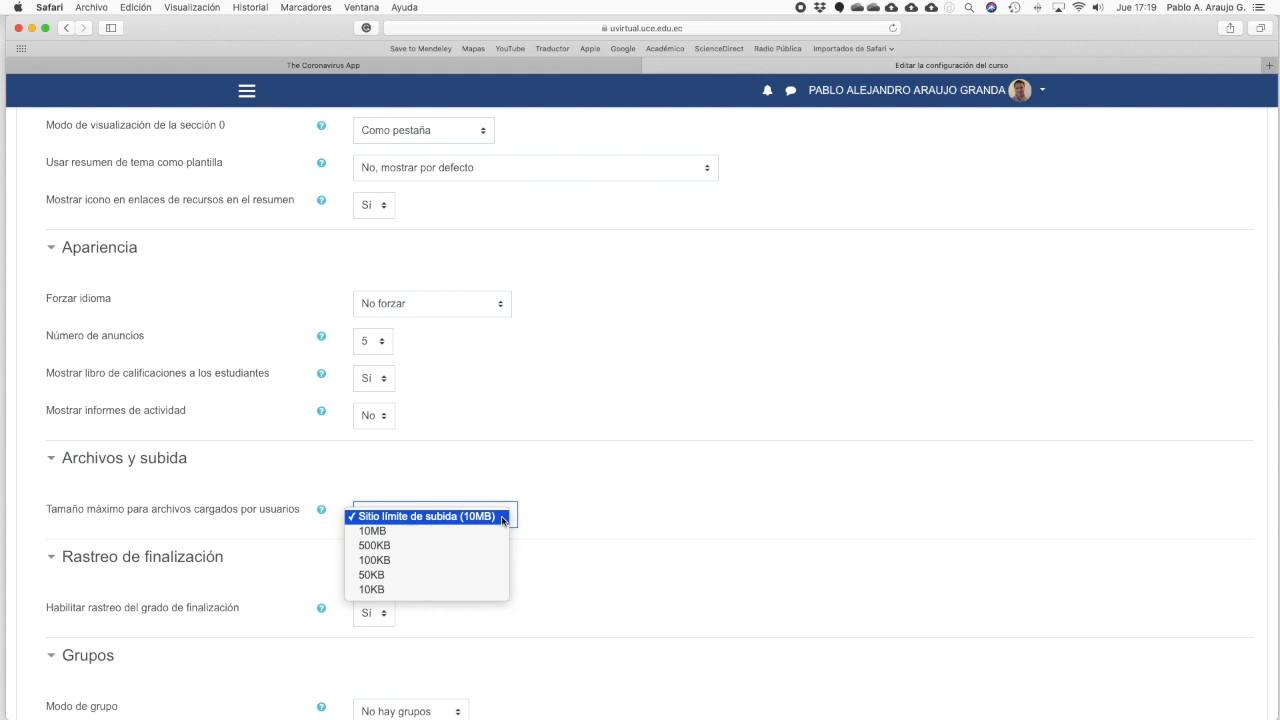 Safari Archivo Edición Visualización Historial Marcadores Ventana Ayuda Jue 17:19 Pablo A. Araujo G.
uvirtual.uce.edu.ec
Save to Mendeley Mapas YouTube Traductor Apple Google Académico ScienceDirect Radio Pública Importados de Safari
The Coronavirus App Editar la configuración del curso
PABLO ALEJANDRO ARAUJO GRANDA
Modo de visualización de la sección 0 Como pestaña
Usar resumen de tema como plantilla No, mostrar por defecto
Mostrar icono en enlaces de recursos en el resumen Sí
Apariencia
Forzar idioma No forzar
Número de anuncios 5
Mostrar libro de calificaciones a los estudiantes Sí
Mostrar informes de actividad No
Archivos y subida
Tamaño máximo para archivos cargados por usuarios
✓ Sitio límite de subida (10MB)
10MB
500KB
100KB
50KB
10KB
Rastreo de finalización
Habilitar rastreo del grado de finalización Sí
Grupos
Modo de grupo No hay grupos